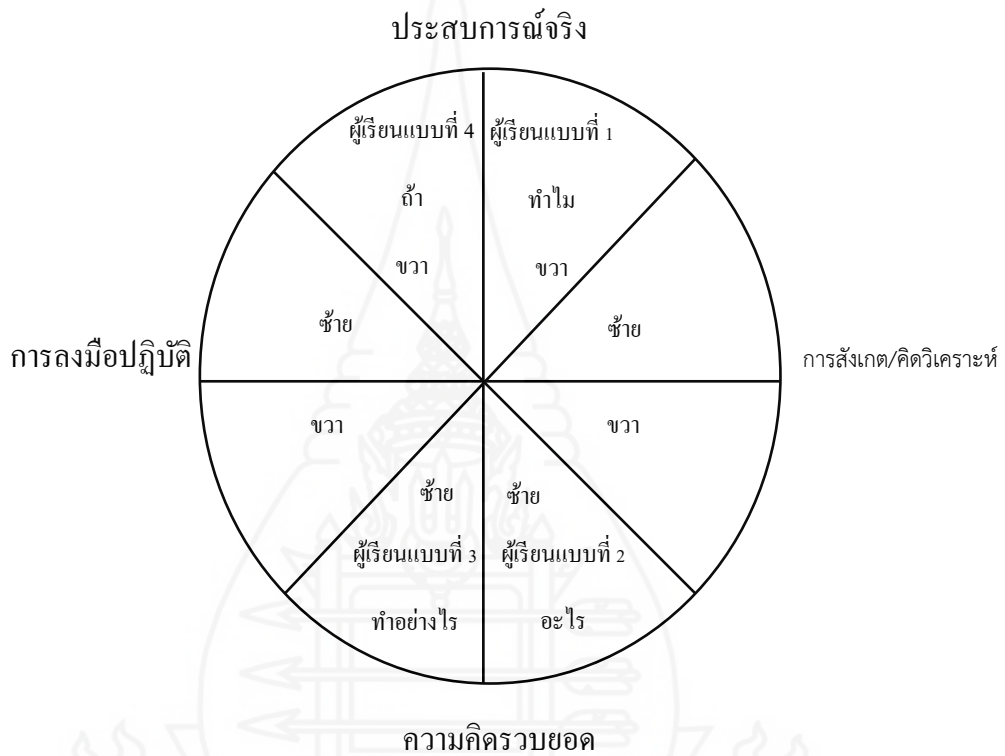 ประสบการณ์จริง
ผู้เรียนแบบที่ 4
ผู้เรียนแบบที่ 1
ถ้า
ทำไม
ขวา
ขวา
ซ้าย
ซ้าย
การลงมือปฏิบัติ
การสังเกต/คิดวิเคราะห์
ขวา
ขวา
ซ้าย
ซ้าย
ผู้เรียนแบบที่ 3
ผู้เรียนแบบที่ 2
ทำอย่างไร
อะไร
ความคิดรวบยอด